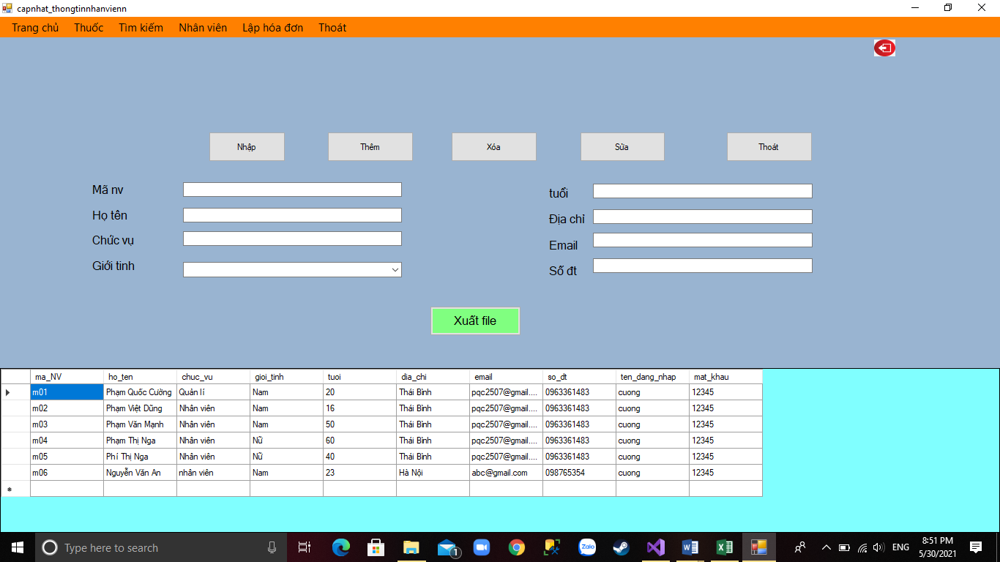 capnhat_thongtinnhanvienn
Trang chủ Thuốc Tìm kiếm Nhân viên Lập hóa đơn Thoát
Nhập Thêm Xóa Sửa Thoát
Mã nv tuổi
Họ tên Địa chỉ
Chức vụ Email
Giới tinh Số đt
Xuất file
ma_NV ho_ten chuc_vu gioi_tinh tuoi dia_chi email so_dt ten_dang_nhap mat_khau
m01 Phạm Quốc Cường Quản lí Nam 20 Thái Bình pqc2507@gmail.... 0963361483 cuong 12345
m02 Phạm Việt Dũng Nhân viên Nam 16 Thái Bình pqc2507@gmail.... 0963361483 cuong 12345
m03 Phạm Văn Mạnh Nhân viên Nam 50 Thái Bình pqc2507@gmail.... 0963361483 cuong 12345
m04 Phạm Thị Nga Nhân viên Nữ 60 Thái Bình pqc2507@gmail.... 0963361483 cuong 12345
m05 Phí Thị Nga Nhân viên Nữ 40 Thái Bình pqc2507@gmail.... 0963361483 cuong 12345
m06 Nguyễn Văn An nhân viên Nam 23 Hà Nội abc@gmail.com 098765354 cuong 12345
Type here to search 1 Zalo ENG 8:51 PM
5/30/2021